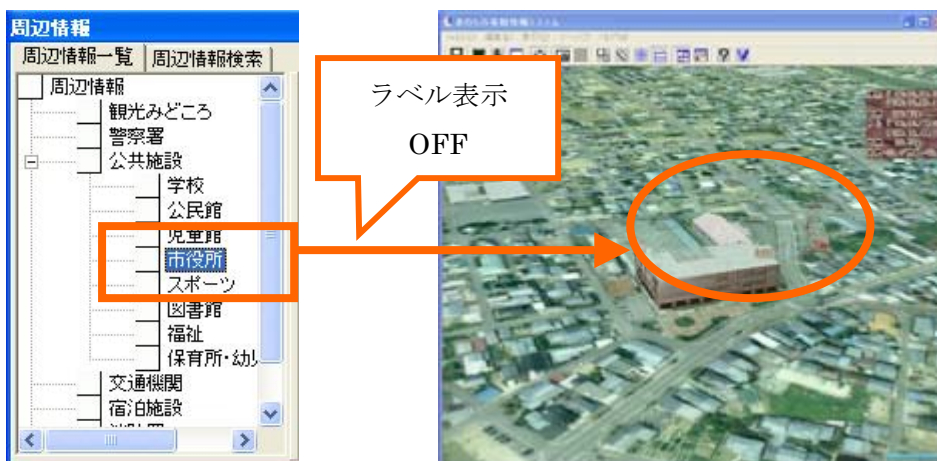 周辺情報
周辺情報一覧
周辺情報検索
周辺情報
観光みどころ
警察署
公共施設
学校
公民館
児童館
市役所
スポーツ
図書館
福祉
保育所・幼
交通機関
宿泊施設
ラベル表示
OFF